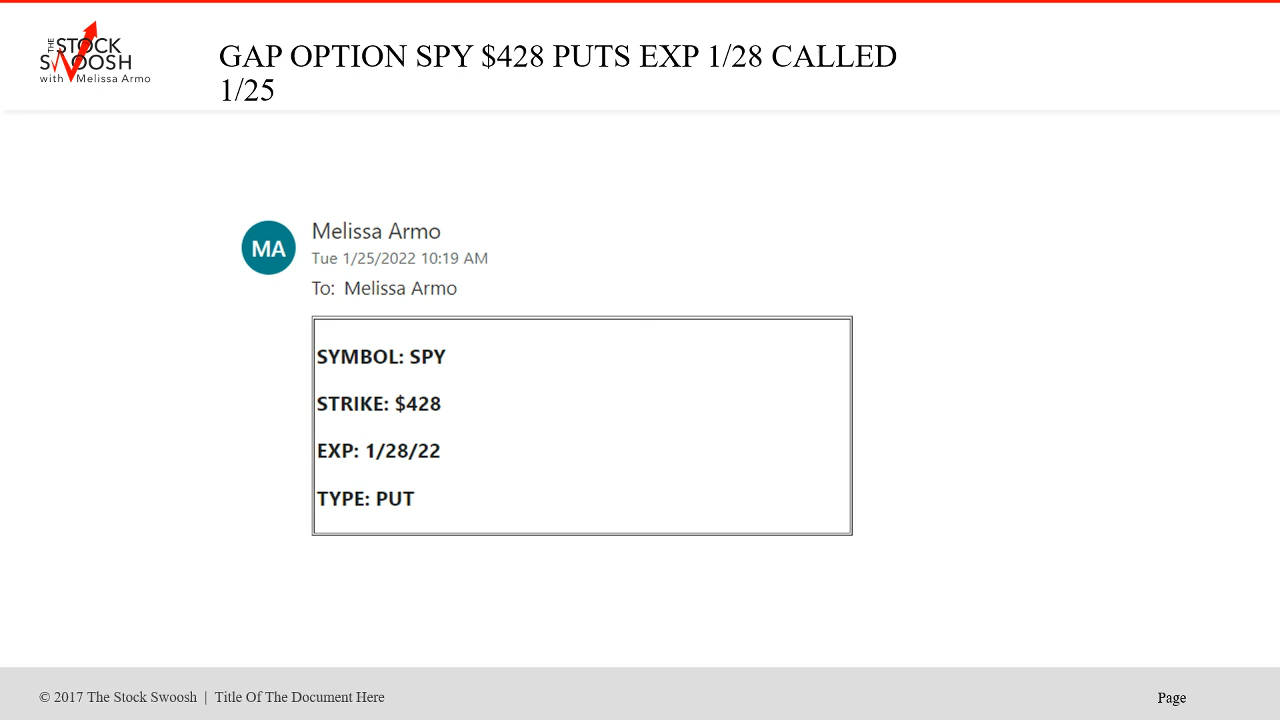 THE
STOCK
SWOOSH
with Melissa Armo
GAP OPTION SPY $428 PUTS EXP 1/28 CALLED
1/25
MA
Melissa Armo
Tue 1/25/2022 10:19 AM
To: Melissa Armo
SYMBOL: SPY
STRIKE: $428
EXP: 1/28/22
TYPE: PUT
© 2017 The Stock Swoosh | Title Of The Document Here
Page